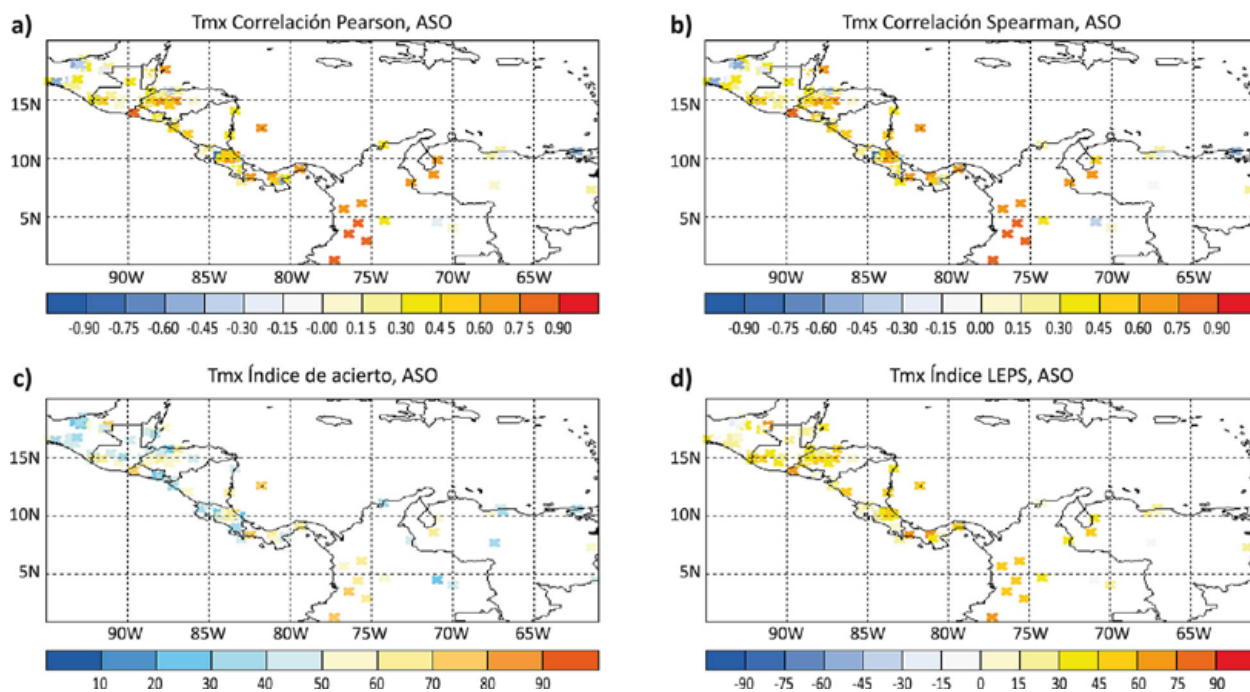 a) Tmx Correlación Pearson, ASO
15N
10N
5N
90W 85W 80W 75W 70W 65W
-0.90 -0.75 -0.60 -0.45 -0.30 -0.15 -0.00 0.15 0.30 0.45 0.60 0.75 0.90
b) Tmx Correlación Spearman, ASO
15N
10N
5N
90W 85W 80W 75W 70W 65W
-0.90 -0.75 -0.60 -0.45 -0.30 -0.15 0.00 0.15 0.30 0.45 0.60 0.75 0.90
c) Tmx Índice de acierto, ASO
15N
10N
5N
90W 85W 80W 75W 70W 65W
10 20 30 40 50 60 70 80 90
d) Tmx Índice LEPS, ASO
15N
10N
5N
90W 85W 80W 75W 70W 65W
-90 -75 -60 -45 -30 -15 0 15 30 45 60 75 90